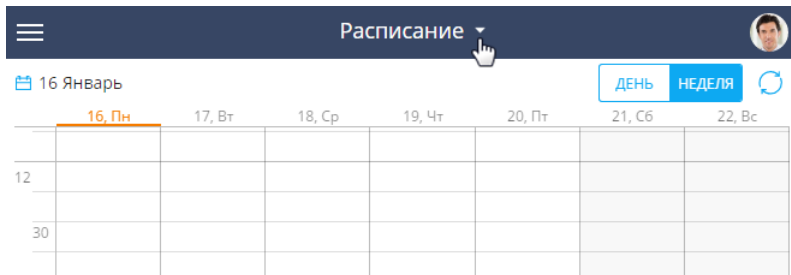 Расписание
16 Январь ДЕНЬ НЕДЕЛЯ
16, Пн 17, Вт 18, Ср 19, Чт 20, Пт 21, Сб 22, Вс
12
30